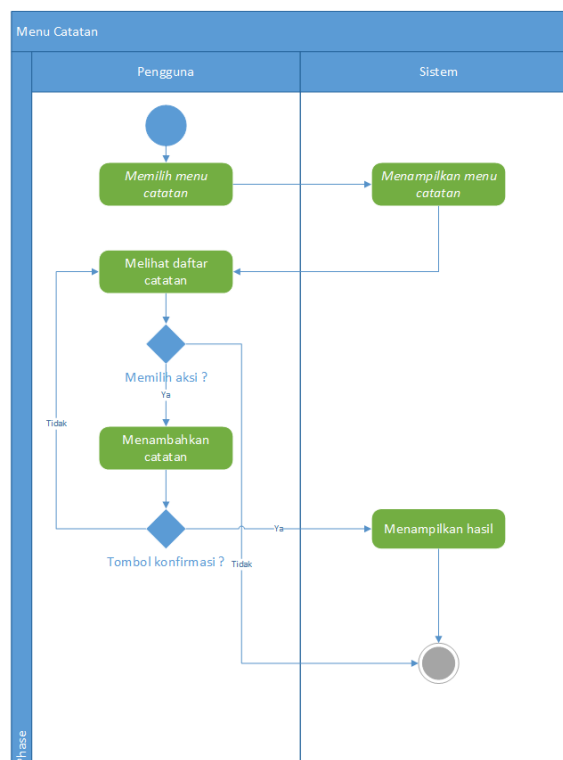 Menu Catatan
Pengguna
Sistem
Memilih menu
catatan
Menampilkan menu
catatan
Melihat daftar
catatan
Memilih aksi ?
Ya
Tidak
Menambahkan
catatan
Ya
Menampilkan hasil
Tombol konfirmasi ?
Tidak
Phase